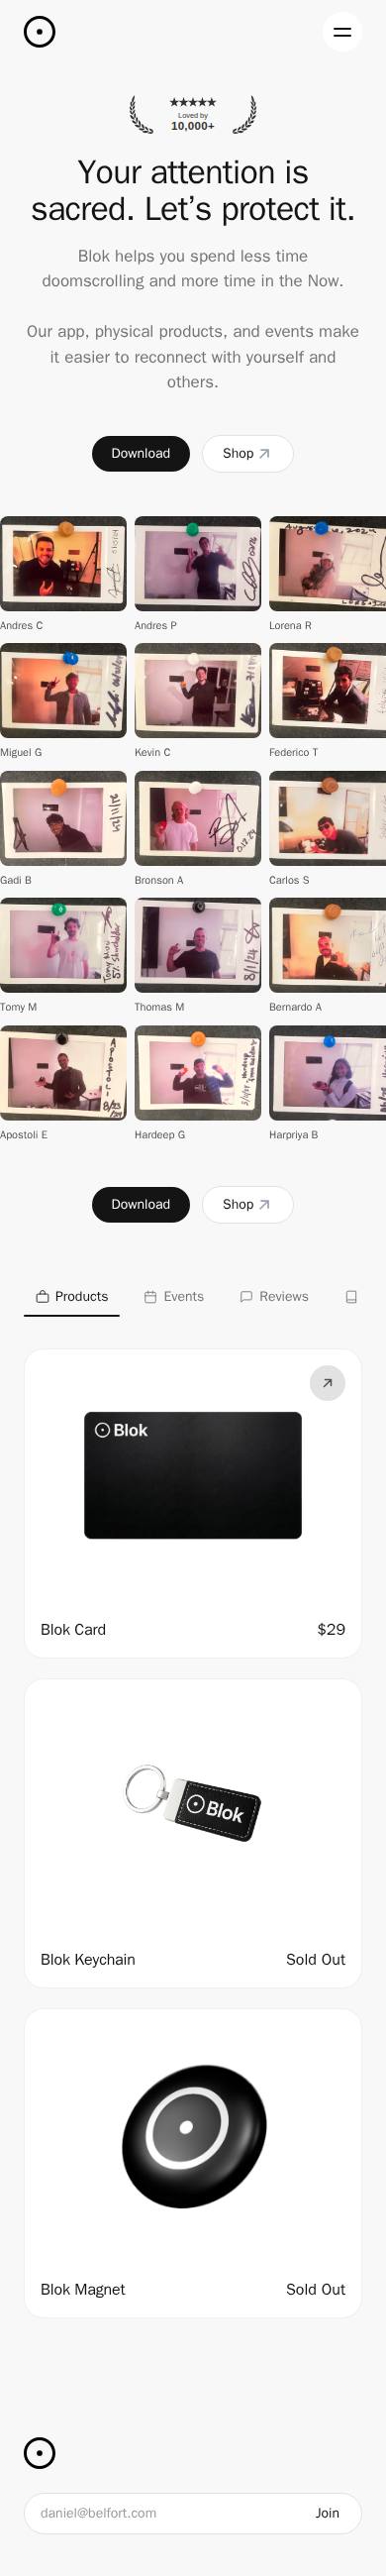 Loved by
10,000+
Your attention is
sacred. Let’s protect it.
Blok helps you spend less time
doomscrolling and more time in the Now.
Our app, physical products, and events make
it easier to reconnect with yourself and
others.
Download
Shop
Andres C
Andres P
Lorena R
Miguel G
Kevin C
Federico T
Gadi B
Bronson A
Carlos S
8/1/24
Tomy M
Thomas M
Bernardo A
Apostoli E
Hardeep G
Harpriya B
Download
Shop
Products
Events
Reviews
Blok
Blok Card
$29
Blok
Blok Keychain
Sold Out
Blok Magnet
Sold Out
daniel@belfort.com
Join